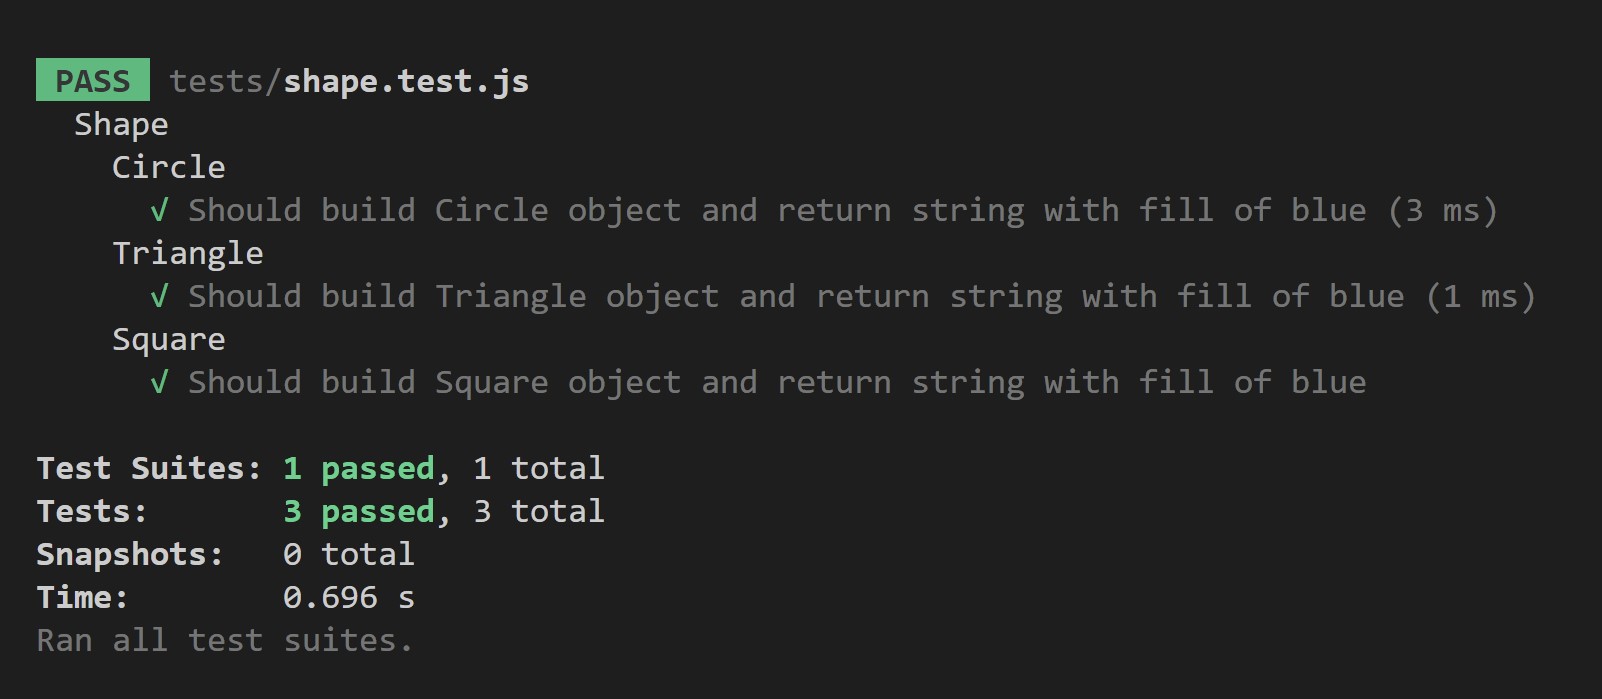 PASS tests/shape.test.js
Shape
Circle
√ Should build Circle object and return string with fill of blue (3 ms)
Triangle
√ Should build Triangle object and return string with fill of blue (1 ms)
Square
√ Should build Square object and return string with fill of blue
Test Suites: 1 passed, 1 total
Tests: 3 passed, 3 total
Snapshots: 0 total
Time: 0.696 s
Ran all test suites.